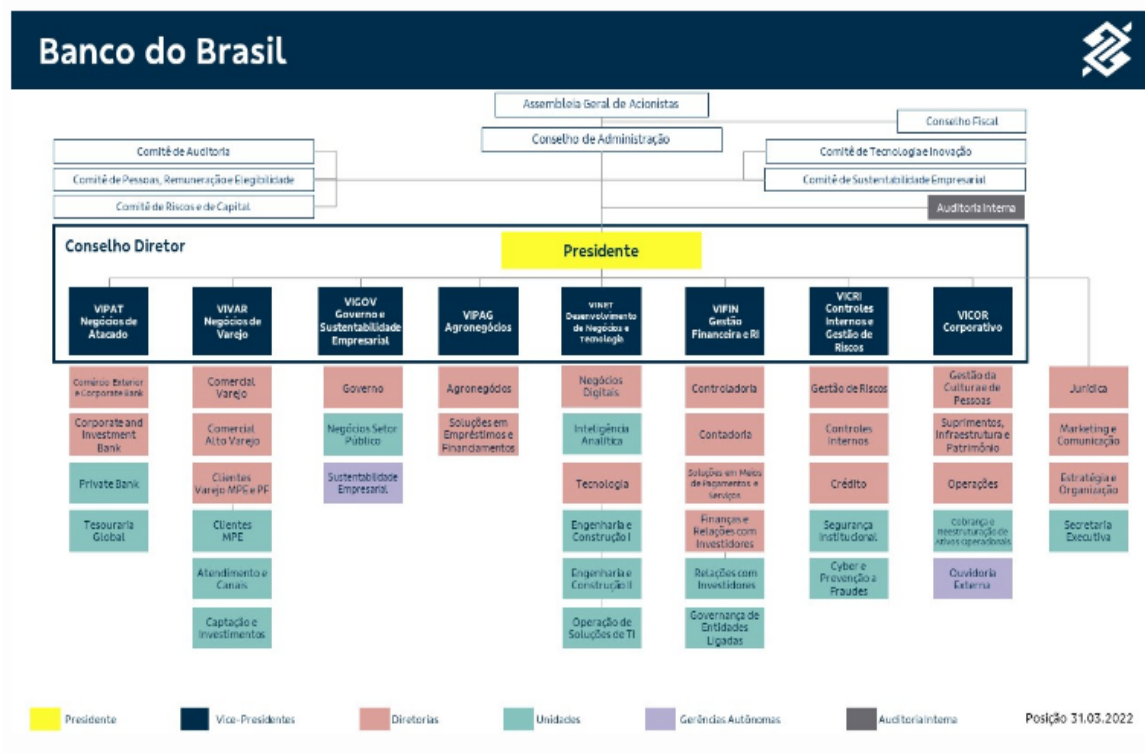 Banco do Brasil
Assembleia Geral de Acionistas
Conselho Fiscal
Conselho de Administração
Comitê de Auditoria
Comitê de Tecnologia e Inovação
Comitê de Pessoas, Remuneração e Elegibilidade
Comitê de Sustentabilidade Empresarial
Comitê de Riscos e de Capital
Auditoria Interna
Conselho Diretor
Presidente
VIPAT
Negócios de
Atacado
VIVAR
Negócios de
Varejo
VIGOV
Governo e
Sustentabilidade
Empresarial
VIPAG
Agronegócios
VINET
Desenvolvimento
de Negócios e
Tecnologia
VIFIN
Gestão
Financeira e RI
VICRI
Controles
Internos e
Gestão de
Riscos
VICOR
Corporativo
Comércio Exterior
e Corporate Bank
Corporate and
Investment
Bank
Private Bank
Tesouraria
Global
Comercial
Varejo
Comercial
Alto Varejo
Clientes
Varejo MPE e PF
Clientes
MPE
Atendimento e
Canais
Captação e
Investimentos
Governo
Negócios Setor
Público
Sustentabilidade
Empresarial
Agronegócios
Soluções em
Empréstimos e
Financiamentos
Negócios
Digitais
Inteligência
Analítica
Tecnologia
Engenharia e
Construção I
Engenharia e
Construção II
Operação de
Soluções de TI
Controladoria
Contadoria
Soluções em Meios
de Pagamentos e
Serviços
Finanças e
Relações com
Investidores
Relações com
Investidores
Governança de
Entidades
Ligadas
Gestão de Riscos
Controles
Internos
Crédito
Segurança
Institucional
Cyber e
Prevenção a
Fraudes
Gestão da
Cultura e de
Pessoas
Suprimentos,
Infraestrutura e
Patrimônio
Operações
Cobrança e
Reestruturação de
Ativos Operacionais
Ouvidoria
Externa
Jurídica
Marketing e
Comunicação
Estratégia e
Organização
Secretaria
Executiva
Presidente
Vice-Presidentes
Diretorias
Unidades
Gerências Autônomas
Auditoria Interna
Posição 31.03.2022